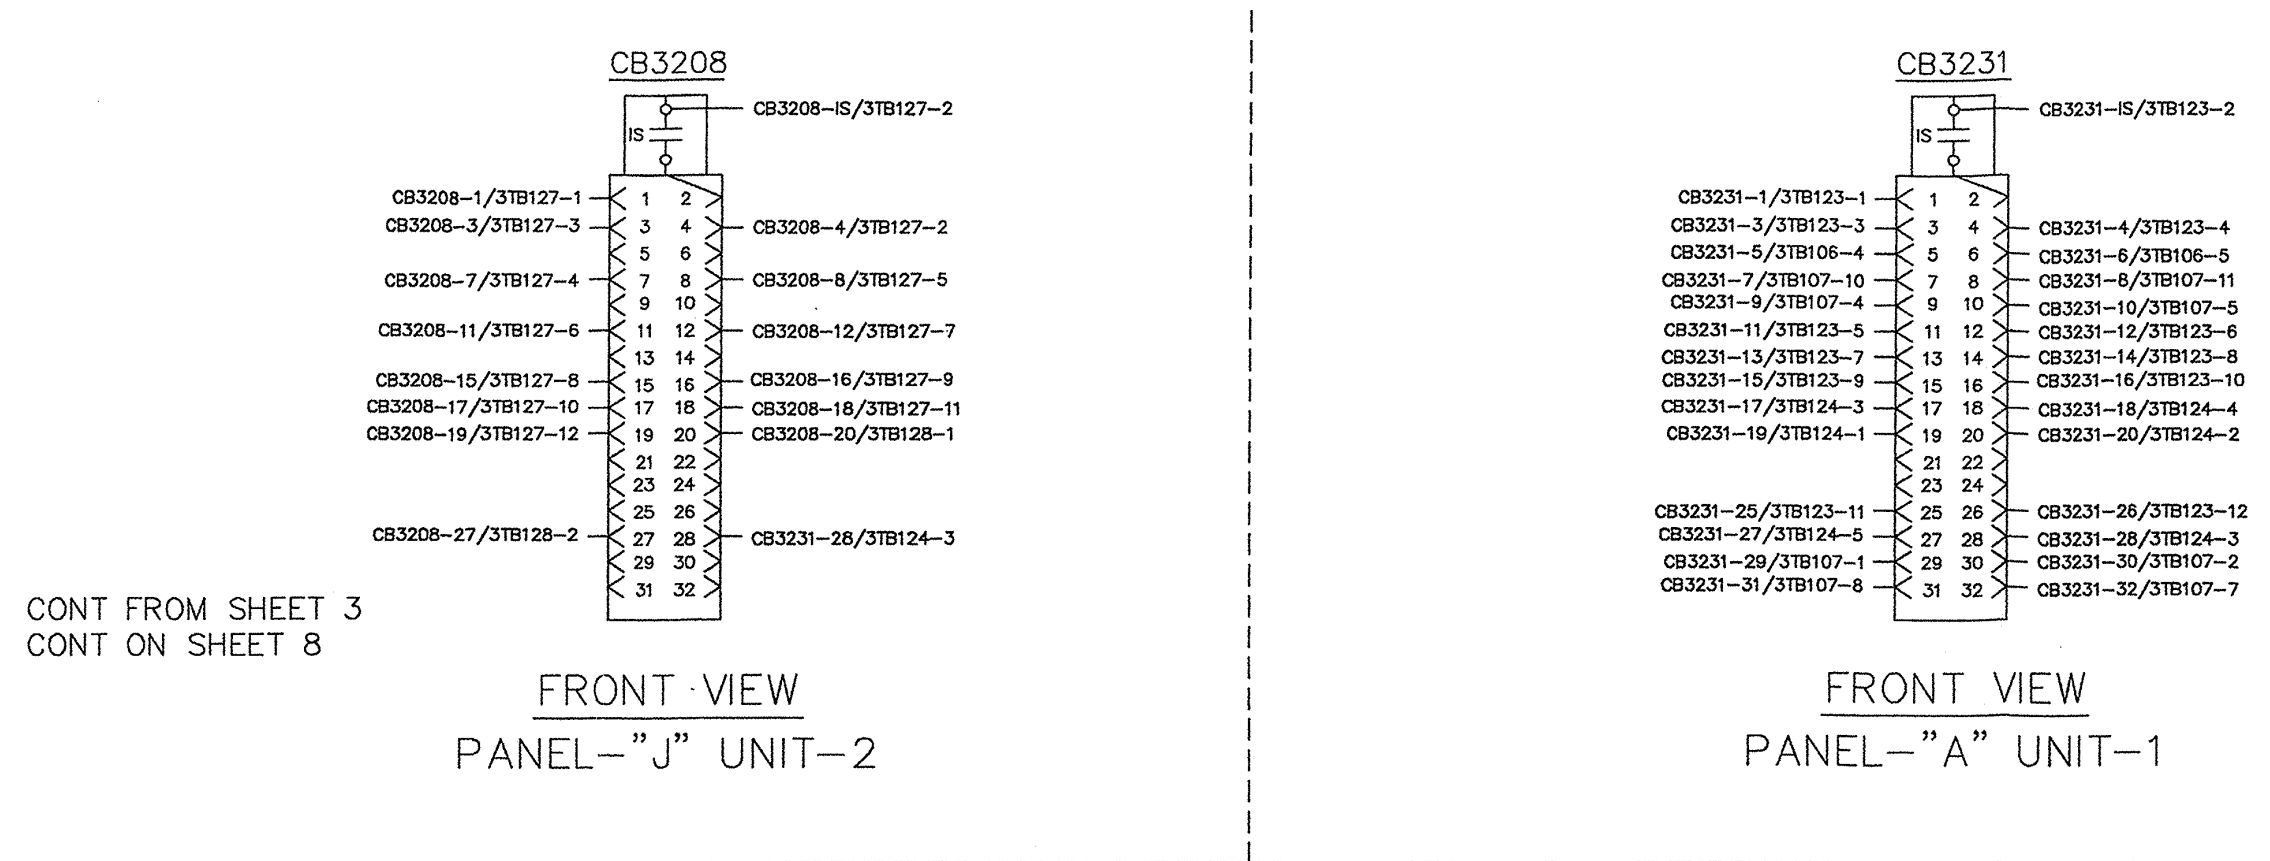 CB3208
CB3208-IS/3TB127-2
IS
CB3208-1/3TB127-1 1 2
CB3208-3/3TB127-3 3 4 CB3208-4/3TB127-2
5 6
CB3208-7/3TB127-4 7 8 CB3208-8/3TB127-5
9 10
CB3208-11/3TB127-6 11 12 CB3208-12/3TB127-7
13 14
CB3208-15/3TB127-8 15 16 CB3208-16/3TB127-9
CB3208-17/3TB127-10 17 18 CB3208-18/3TB127-11
CB3208-19/3TB127-12 19 20 CB3208-20/3TB128-1
21 22
23 24
25 26
CB3208-27/3TB128-2 27 28 CB3231-28/3TB124-3
29 30
31 32
CONT FROM SHEET 3
CONT ON SHEET 8
FRONT VIEW
PANEL-"J" UNIT-2
CB3231
CB3231-IS/3TB123-2
IS
CB3231-1/3TB123-1 1 2
CB3231-3/3TB123-3 3 4 CB3231-4/3TB123-4
CB3231-5/3TB106-4 5 6 CB3231-6/3TB106-5
CB3231-7/3TB107-10 7 8 CB3231-8/3TB107-11
CB3231-9/3TB107-4 9 10 CB3231-10/3TB107-5
CB3231-11/3TB123-5 11 12 CB3231-12/3TB123-6
CB3231-13/3TB123-7 13 14 CB3231-14/3TB123-8
CB3231-15/3TB123-9 15 16 CB3231-16/3TB123-10
CB3231-17/3TB124-3 17 18 CB3231-18/3TB124-4
CB3231-19/3TB124-1 19 20 CB3231-20/3TB124-2
21 22
23 24
CB3231-25/3TB123-11 25 26 CB3231-26/3TB123-12
CB3231-27/3TB124-5 27 28 CB3231-28/3TB124-3
CB3231-29/3TB107-1 29 30 CB3231-30/3TB107-2
CB3231-31/3TB107-8 31 32 CB3231-32/3TB107-7
FRONT VIEW
PANEL-"A" UNIT-1